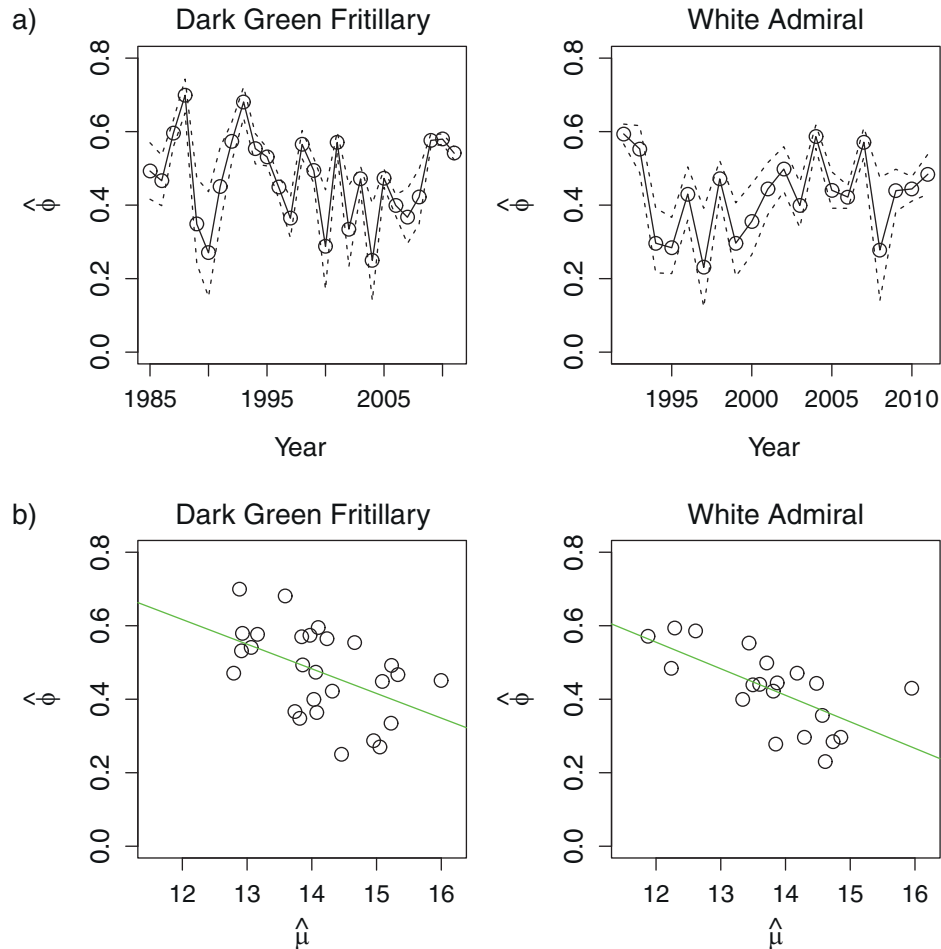 a)
Dark Green Fritillary
White Admiral
0.8
0.6
0.4
0.2
0.0
ϕ̂
1985 1995 2005
Year
0.8
0.6
0.4
0.2
0.0
ϕ̂
1995 2000 2005 2010
Year
b)
Dark Green Fritillary
White Admiral
0.8
0.6
0.4
0.2
0.0
ϕ̂
12 13 14 15 16
μ̂
0.8
0.6
0.4
0.2
0.0
ϕ̂
12 13 14 15 16
μ̂